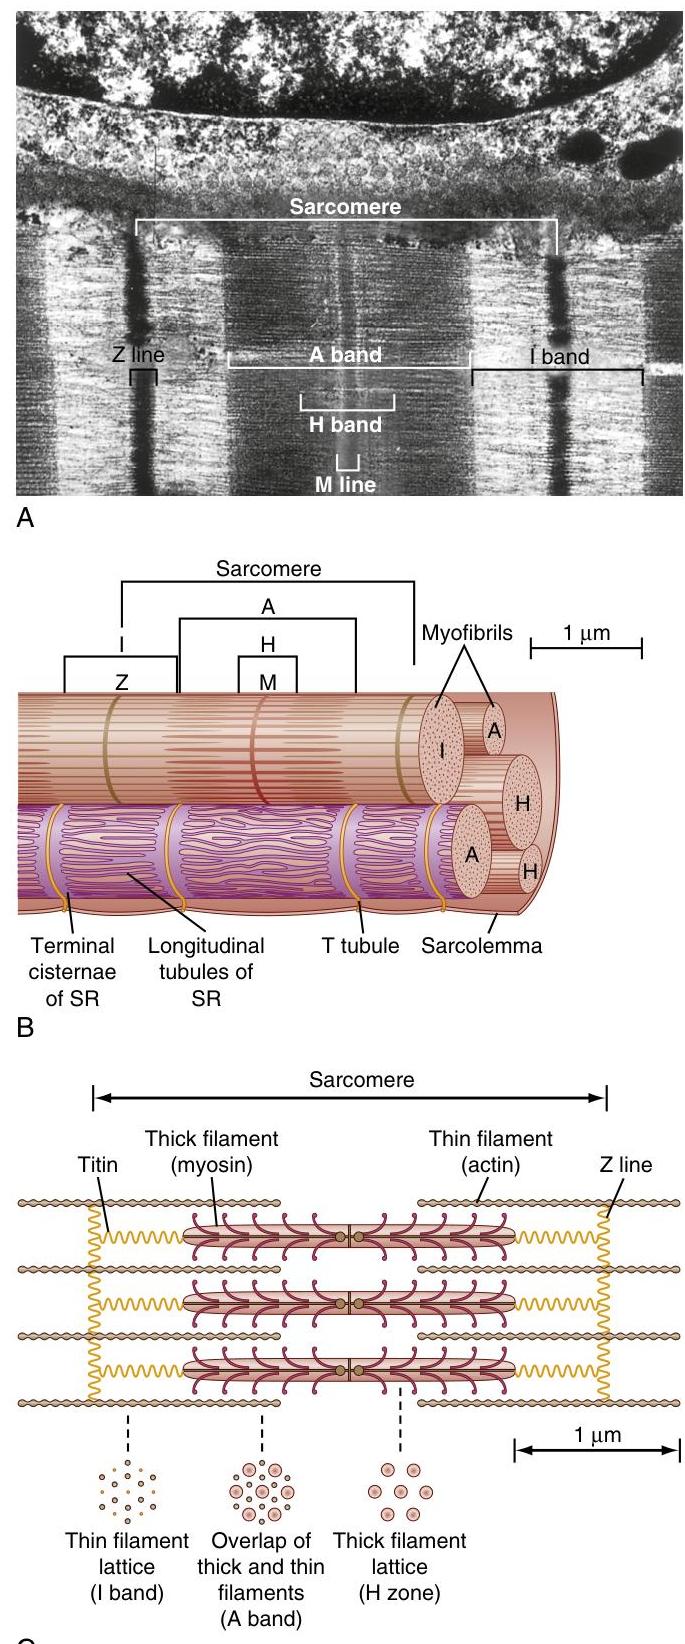 Sarcomere
Z line
A band
I band
H band
M line
A
Sarcomere
A
I
H
Z
M
Myofibrils
1 μm
A
I
H
A
H
Terminal
cisternae
of SR
Longitudinal
tubules of
SR
T tubule
Sarcolemma
B
Sarcomere
Thick filament
(myosin)
Thin filament
(actin)
Titin
Z line
1 μm
Thin filament
lattice
(I band)
Overlap of
thick and thin
filaments
(A band)
Thick filament
lattice
(H zone)